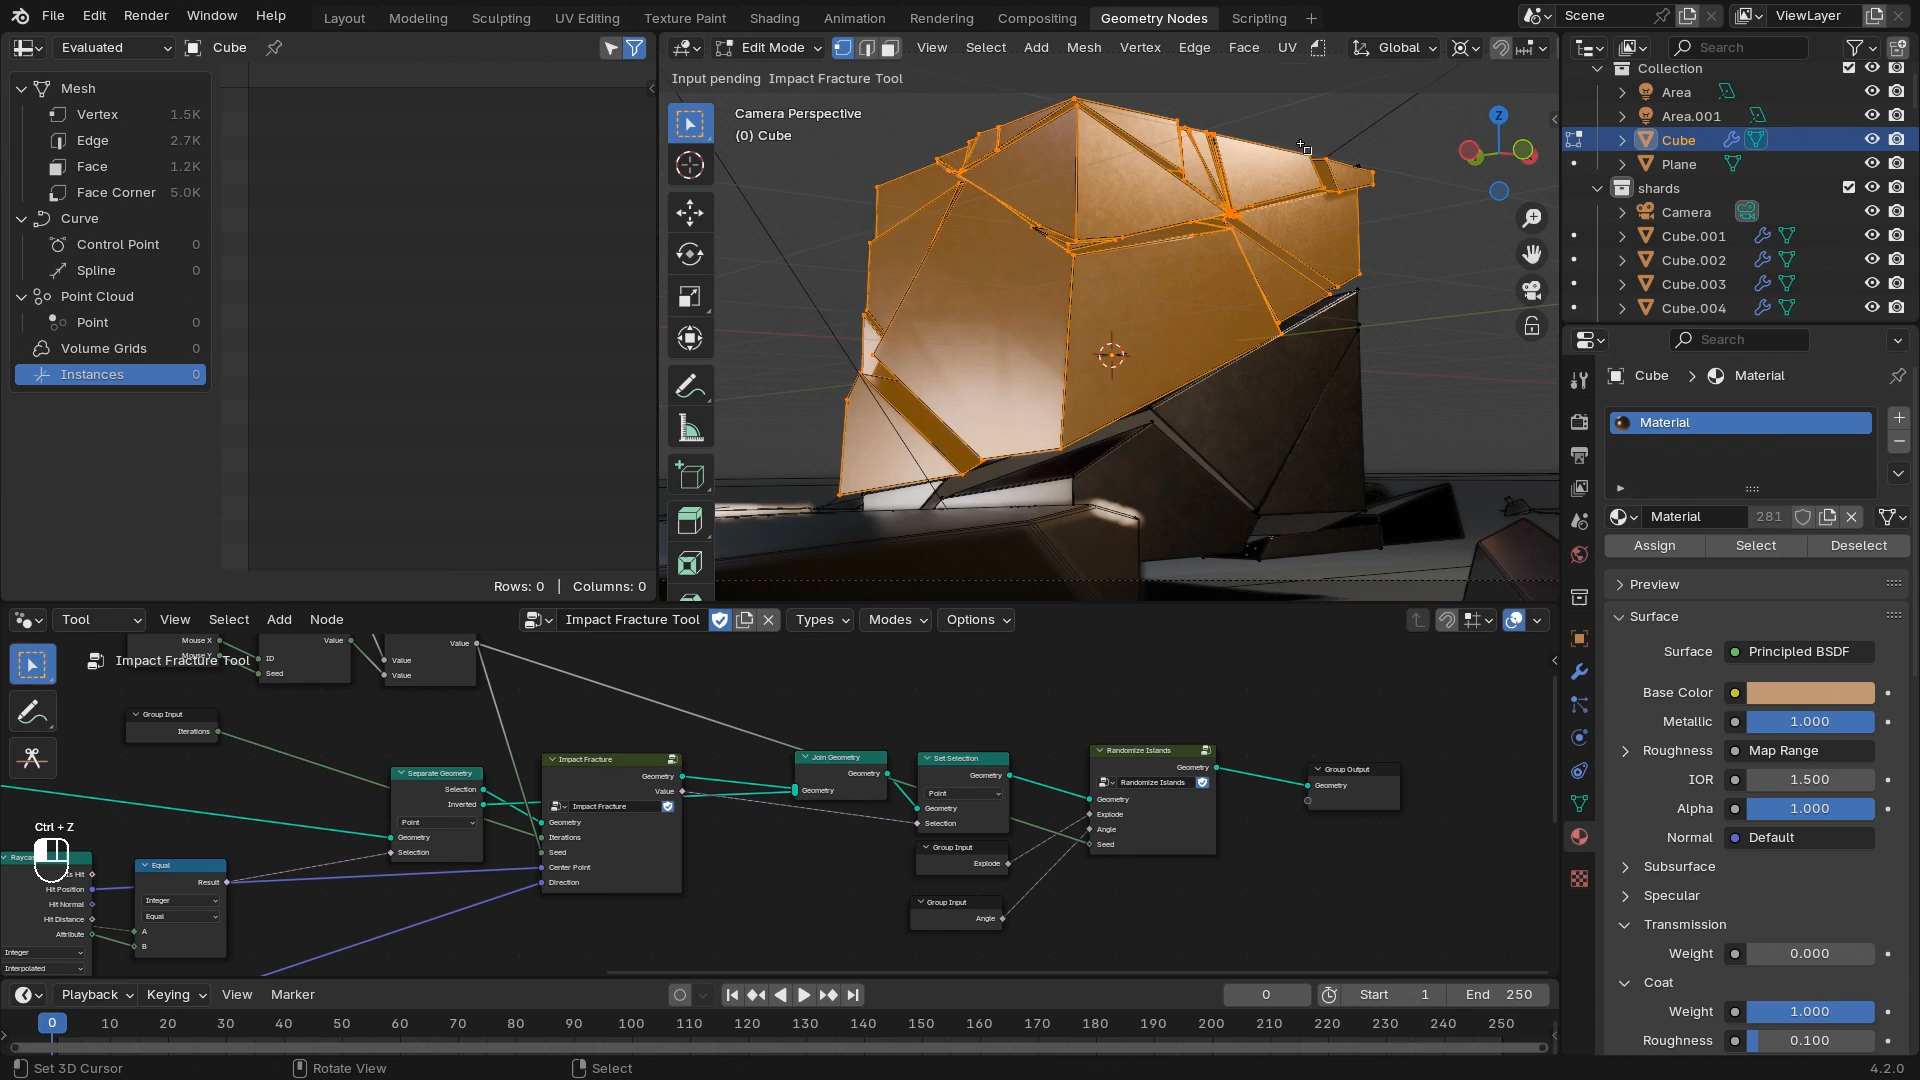 File Edit Render Window Help
Layout Modeling Sculpting UV Editing Texture Paint Shading Animation Rendering Compositing Geometry Nodes Scripting
Scene
ViewLayer
Evaluated Cube
Edit Mode View Select Add Mesh Vertex Edge Face UV Global
Search
Input pending Impact Fracture Tool
Mesh
Vertex 1.5K
Edge 2.7K
Face 1.2K
Face Corner 5.0K
Curve
Control Point 0
Spline 0
Point Cloud
Point 0
Volume Grids 0
Instances 0
Rows: 0 | Columns: 0
Camera Perspective
(0) Cube
Z
Collection
Area
Area.001
Cube
Plane
shards
Camera
Cube.001
Cube.002
Cube.003
Cube.004
Search
Cube > Material
Material
Material 281
Assign Select Deselect
Preview
Surface
Surface Principled BSDF
Base Color
Metallic 1.000
Roughness Map Range
IOR 1.500
Alpha 1.000
Normal Default
Subsurface
Specular
Transmission
Weight 0.000
Coat
Weight 1.000
Roughness 0.100
Tool View Select Add Node
Impact Fracture Tool
Types Modes Options
Impact Fracture Tool
Mouse X
Mouse Y
Value
ID
Seed
Value
Value
Value
Group Input
Iterations
Separate Geometry
Selection
Inverted
Point
Geometry
Selection
Impact Fracture
Geometry
Value
Impact Fracture
Geometry
Iterations
Seed
Center Point
Direction
Join Geometry
Geometry
Geometry
Set Selection
Geometry
Point
Geometry
Selection
Group Input
Explode
Group Input
Angle
Randomize Islands
Geometry
Randomize Islands
Geometry
Explode
Angle
Seed
Group Output
Geometry
Ctrl + Z
Is Hit
Hit Position
Hit Normal
Hit Distance
Attribute
Integer
Interpolated
Equal
Result
Integer
Equal
A
B
Playback Keying View Marker
0 Start 1 End 250
0 10 20 30 40 50 60 70 80 90 100 110 120 130 140 150 160 170 180 190 200 210 220 230 240 250
Set 3D Cursor Rotate View Select
4.2.0